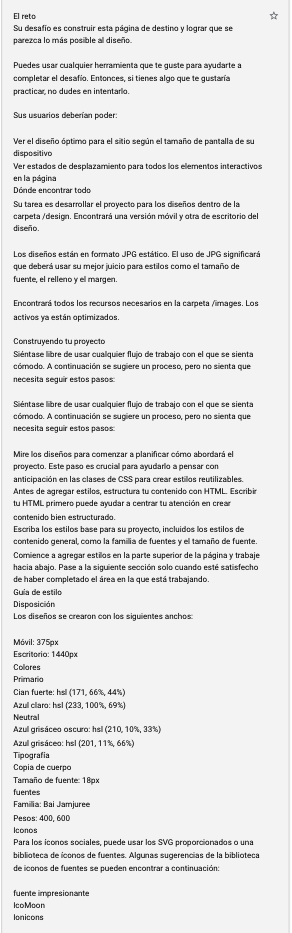 El reto
Su desafío es construir esta página de destino y lograr que se
parezca lo más posible al diseño.
Puedes usar cualquier herramienta que te guste para ayudarte a
completar el desafío. Entonces, si tienes algo que te gustaría
practicar, no dudes en intentarlo.
Sus usuarios deberían poder:
Ver el diseño óptimo para el sitio según el tamaño de pantalla de su
dispositivo
Ver estados de desplazamiento para todos los elementos interactivos
en la página
Dónde encontrar todo
Su tarea es desarrollar el proyecto para los diseños dentro de la
carpeta /design. Encontrará una versión móvil y otra de escritorio del
diseño.
Los diseños están en formato JPG estático. El uso de JPG significará
que deberá usar su mejor juicio para estilos como el tamaño de
fuente, el relleno y el margen.
Encontrará todos los recursos necesarios en la carpeta /images. Los
activos ya están optimizados.
Construyendo tu proyecto
Siéntase libre de usar cualquier flujo de trabajo con el que se sienta
cómodo. A continuación se sugiere un proceso, pero no sienta que
necesita seguir estos pasos:
Siéntase libre de usar cualquier flujo de trabajo con el que se sienta
cómodo. A continuación se sugiere un proceso, pero no sienta que
necesita seguir estos pasos:
Mire los diseños para comenzar a planificar cómo abordará el
proyecto. Este paso es crucial para ayudarlo a pensar con
anticipación en las clases de CSS para crear estilos reutilizables.
Antes de agregar estilos, estructura tu contenido con HTML. Escribir
tu HTML primero puede ayudar a centrar tu atención en crear
contenido bien estructurado.
Escriba los estilos base para su proyecto, incluidos los estilos de
contenido general, como la familia de fuentes y el tamaño de fuente.
Comience a agregar estilos en la parte superior de la página y trabaje
hacia abajo. Pase a la siguiente sección solo cuando esté satisfecho
de haber completado el área en la que está trabajando.
Guía de estilo
Disposición
Los diseños se crearon con los siguientes anchos:
Móvil: 375px
Escritorio: 1440px
Colores
Primario
Cian fuerte: hsl (171, 66%, 44%)
Azul claro: hsl (233, 100%, 69%)
Neutral
Azul grisáceo oscuro: hsl (210, 10%, 33%)
Azul grisáceo: hsl (201, 11%, 66%)
Tipografía
Copia de cuerpo
Tamaño de fuente: 18px
fuentes
Familia: Bai Jamjuree
Pesos: 400, 600
Iconos
Para los íconos sociales, puede usar los SVG proporcionados o una
biblioteca de íconos de fuentes. Algunas sugerencias de la biblioteca
de iconos de fuentes se pueden encontrar a continuación:
fuente impresionante
IcoMoon
Ionicons